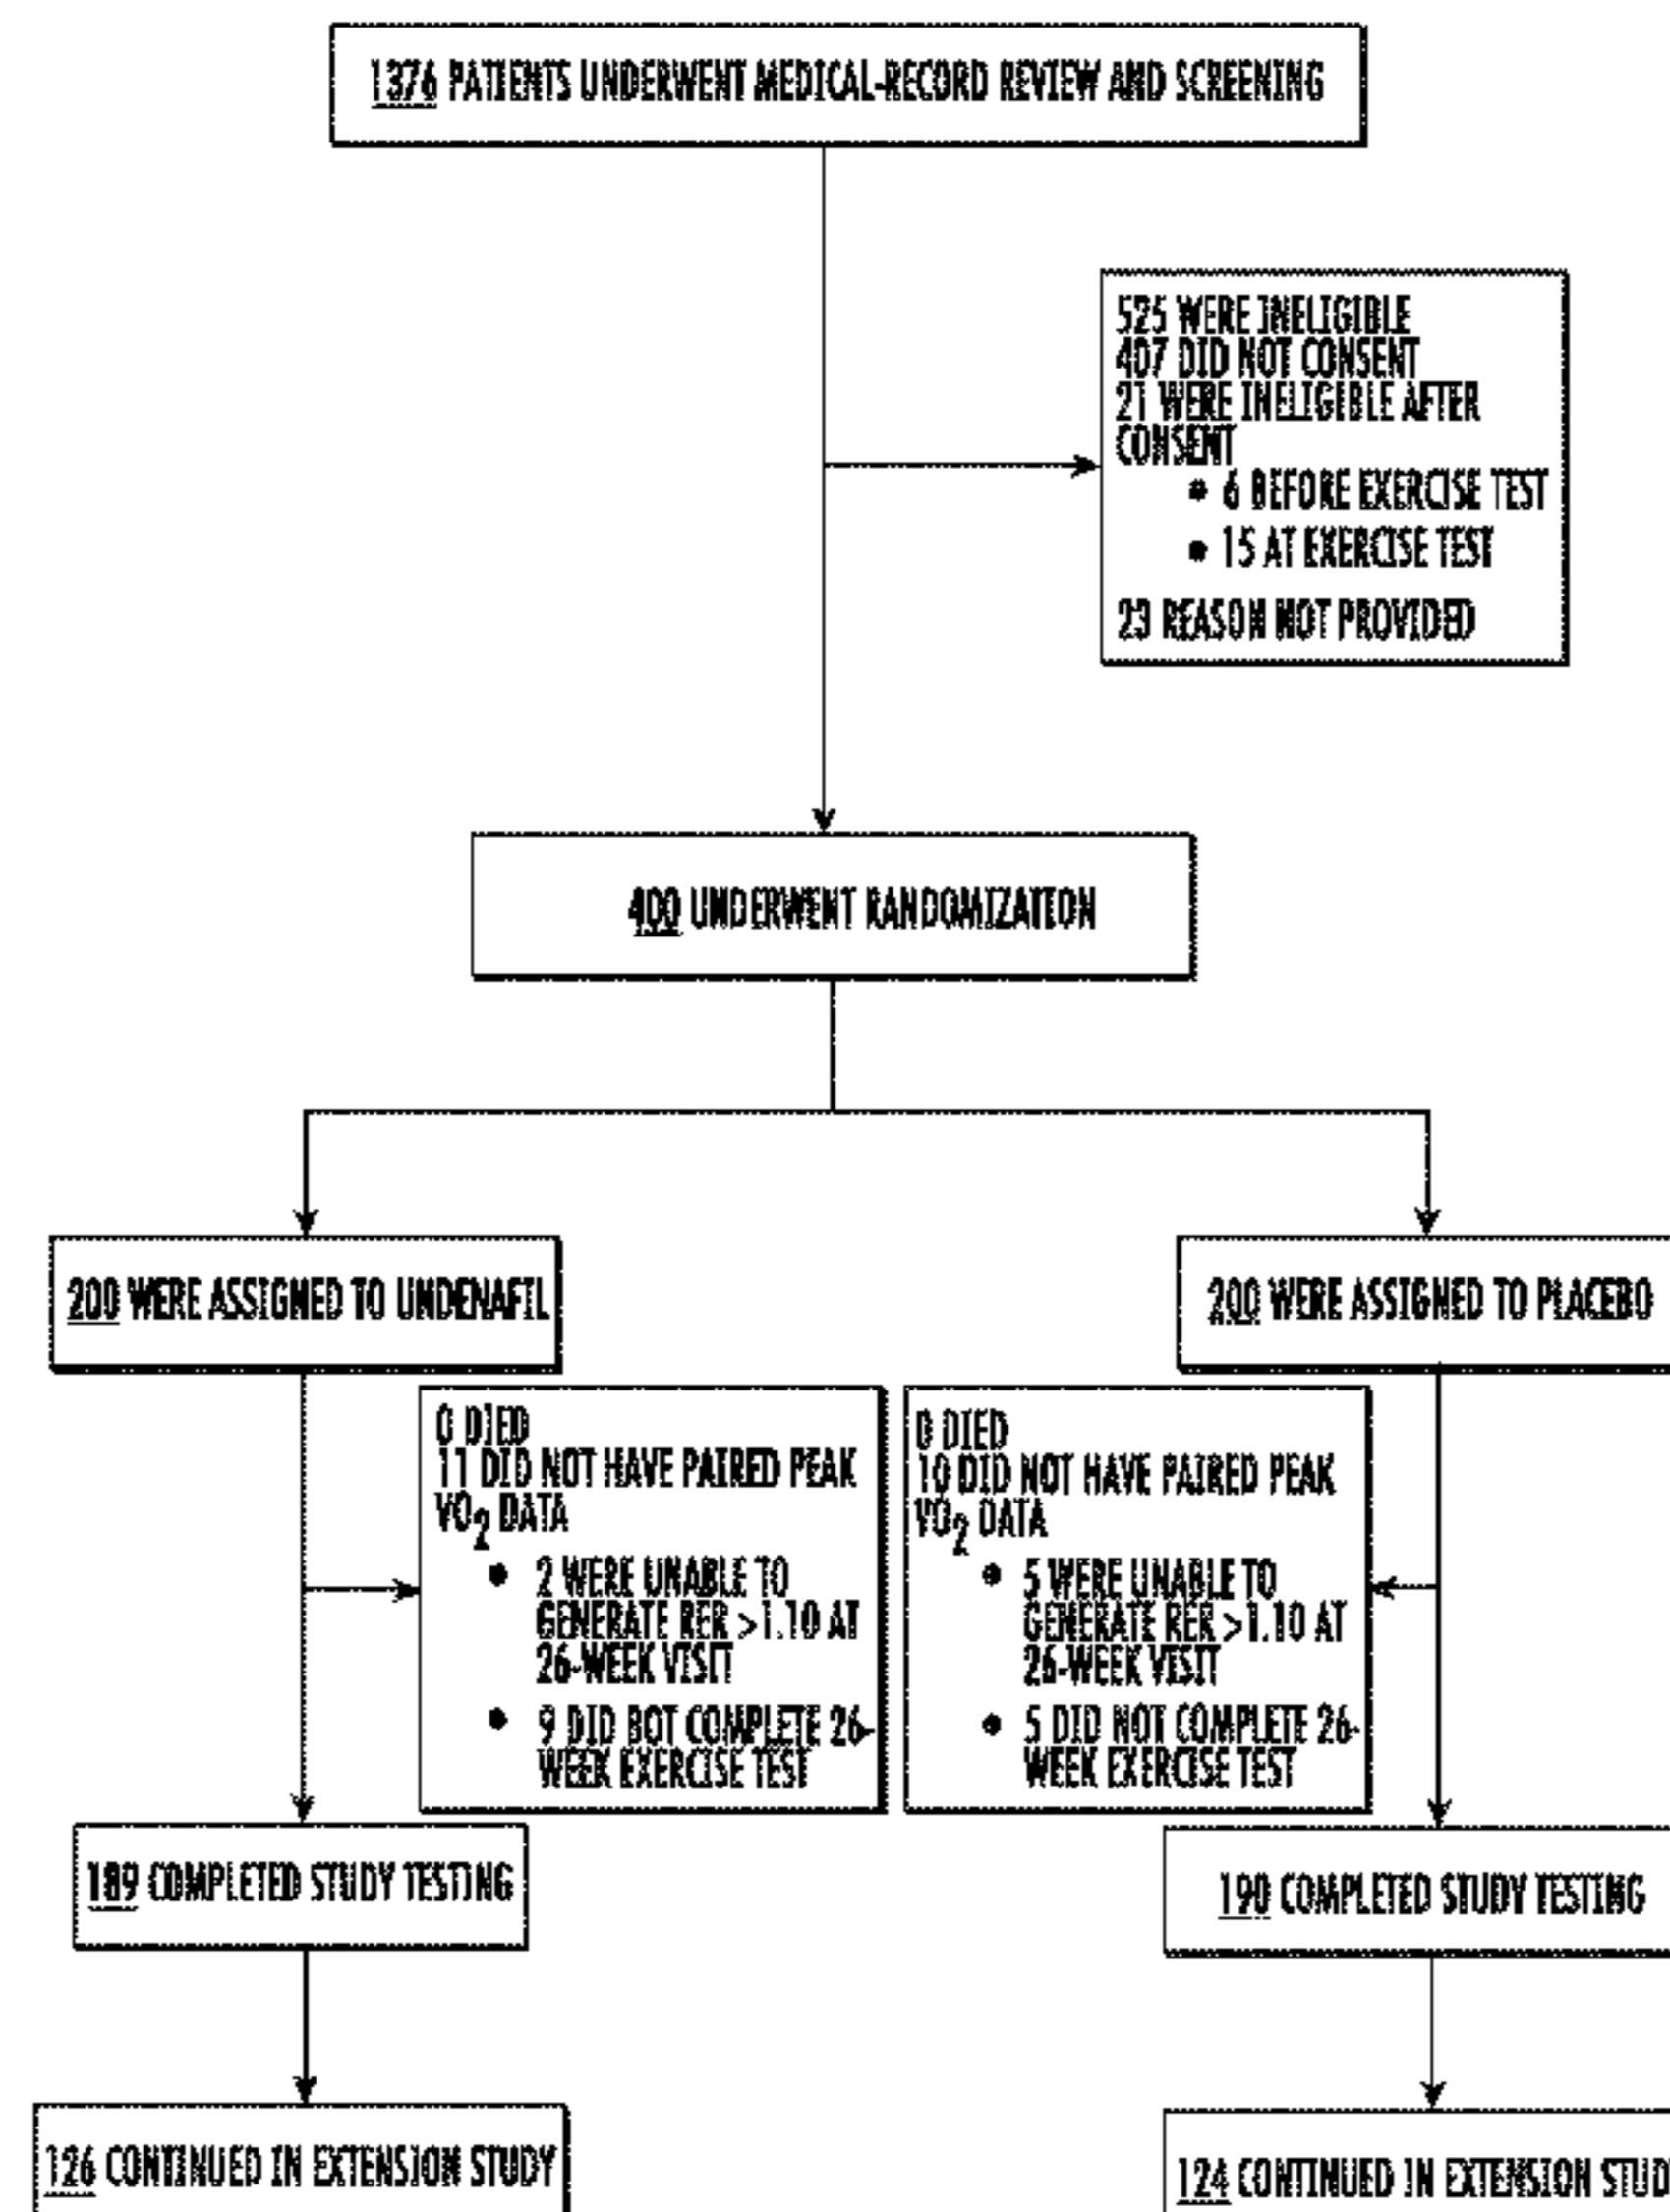 1376 PATIENTS UNDERWENT MEDICAL-RECORD REVIEW AND SCREENING
525 WERE INELIGIBLE
407 DID NOT CONSENT
21 WERE INELIGIBLE AFTER
CONSENT
• 6 BEFORE EXERCISE TEST
• 15 AT EXERCISE TEST
23 REASON NOT PROVIDED
400 UNDERWENT RANDOMIZATION
200 WERE ASSIGNED TO UNDENAFIL
200 WERE ASSIGNED TO PLACEBO
0 DIED
11 DID NOT HAVE PAIRED PEAK
VO2 DATA
• 2 WERE UNABLE TO
GENERATE RER >1.10 AT
26-WEEK VISIT
• 9 DID BOT COMPLETE 26-
WEEK EXERCISE TEST
0 DIED
10 DID NOT HAVE PAIRED PEAK
VO2 DATA
• 5 WERE UNABLE TO
GENERATE RER >1.10 AT
26-WEEK VISIT
• 5 DID NOT COMPLETE 26-
WEEK EXERCISE TEST
189 COMPLETED STUDY TESTING
190 COMPLETED STUDY TESTING
126 CONTINUED IN EXTENSION STUDY
124 CONTINUED IN EXTENSION STUD